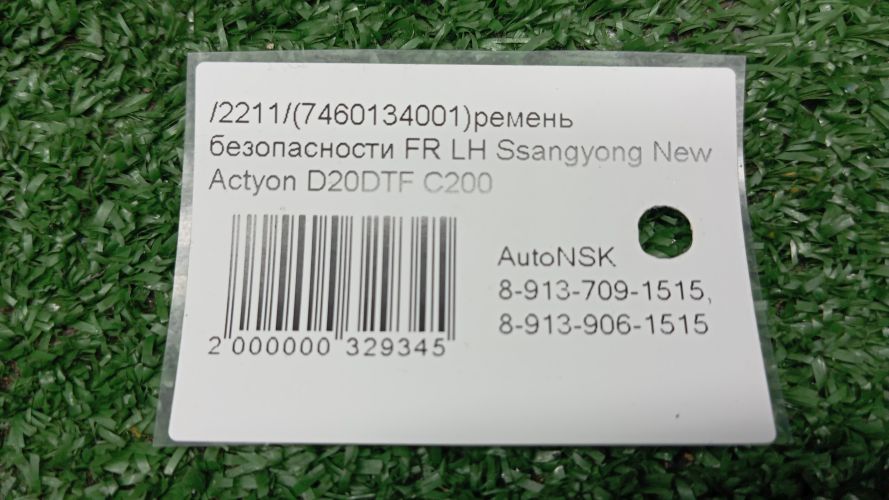 /2211/(7460134001)ремень
безопасности FR LH Ssangyong New
Actyon D20DTF C200
AutoNSK
8-913-709-1515,
8-913-906-1515
2 000000 329345